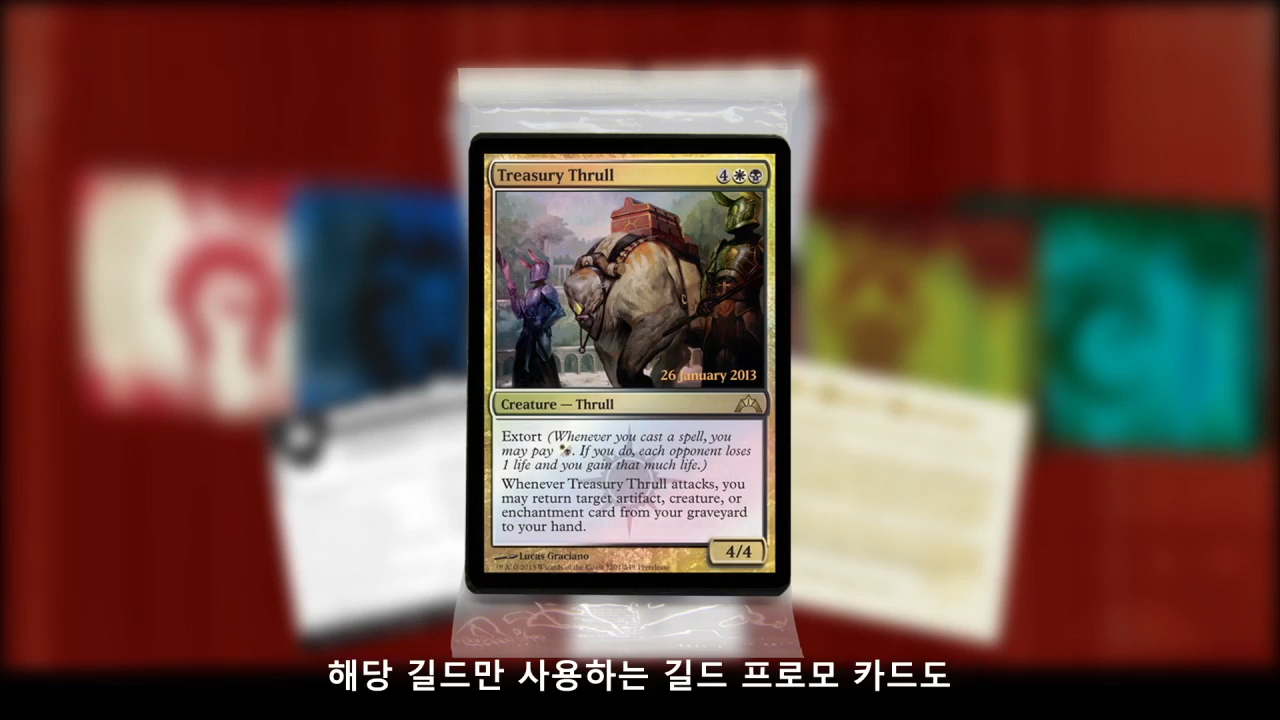 Treasury Thrull 4
26 January 2013
Creature — Thrull
Extort (Whenever you cast a spell, you
may pay . If you do, each opponent loses
1 life and you gain that much life.)
Whenever Treasury Thrull attacks, you
may return target artifact, creature, or
enchantment card from your graveyard
to your hand.
4/4
Lucas Graciano
해당 길드만 사용하는 길드 프로모 카드도